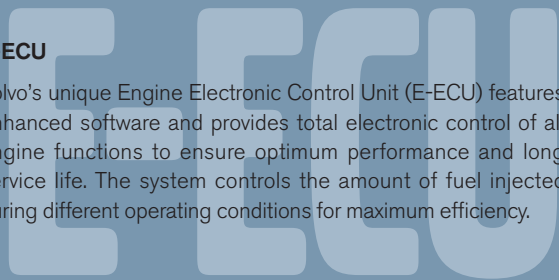 E-ECU
ECU
olvo's unique Engine Electronic Control Unit (E-ECU) features
nhanced software and provides total electronic control of al
ngine functions to ensure optimum performance and long
ervice life. The system controls the amount of fuel injected
uring different operating conditions for maximum efficiency.